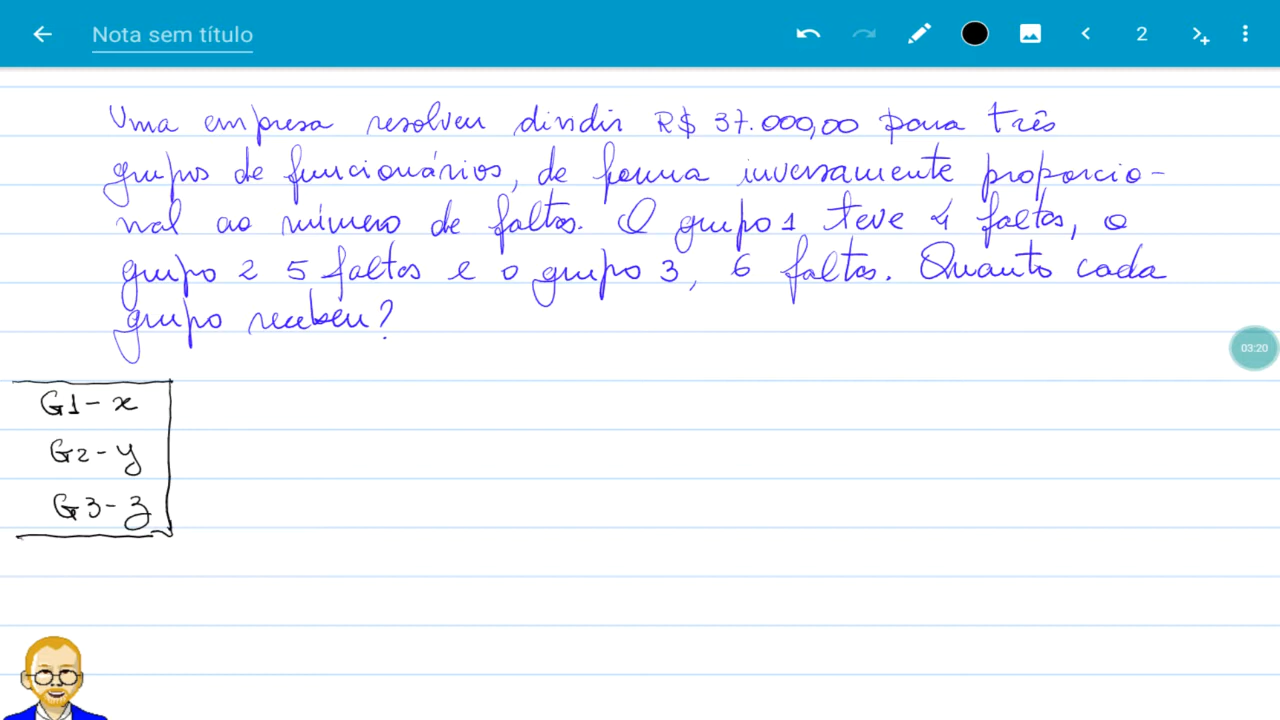 Nota sem título
2
Uma empresa resolveu dividir R$ 37.000,00 para três
grupos de funcionários, de forma inversamente proporcio-
nal ao número de faltas. O grupo 1 teve 4 faltas, o
grupo 2 5 faltas e o grupo 3, 6 faltas. Quanto cada
grupo recebeu?
03:20
G1 - x
G2 - y
G3 - z